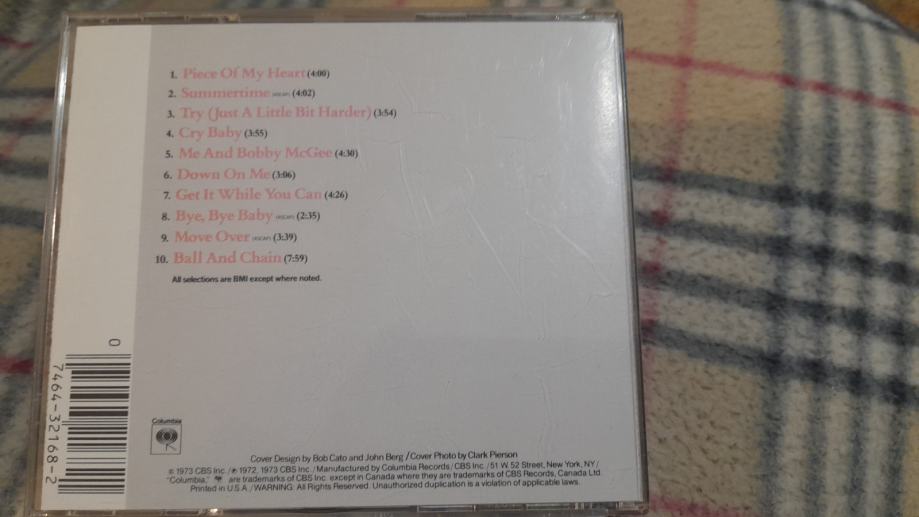 1. Piece Of My Heart (4:00)
2. Summertime (ASCAP) (4:02)
3. Try (Just A Little Bit Harder) (3:54)
4. Cry Baby (3:55)
5. Me And Bobby McGee (4:30)
6. Down On Me (3:06)
7. Get It While You Can (4:26)
8. Bye, Bye Baby (ASCAP) (2:35)
9. Move Over (ASCAP) (3:39)
10. Ball And Chain (7:59)
All selections are BMI except where noted.
0
7464-32168-2
Columbia
Cover Design by Bob Cato and John Berg / Cover Photo by Clark Pierson
© 1973 CBS Inc. / ℗ 1972, 1973 CBS Inc. / Manufactured by Columbia Records / CBS Inc. / 51 W. 52 Street, New York, NY /
"Columbia," are trademarks of CBS Inc. except in Canada where they are trademarks of CBS Records, Canada Ltd.
Printed in U.S.A. / WARNING: All Rights Reserved. Unauthorized duplication is a violation of applicable laws.